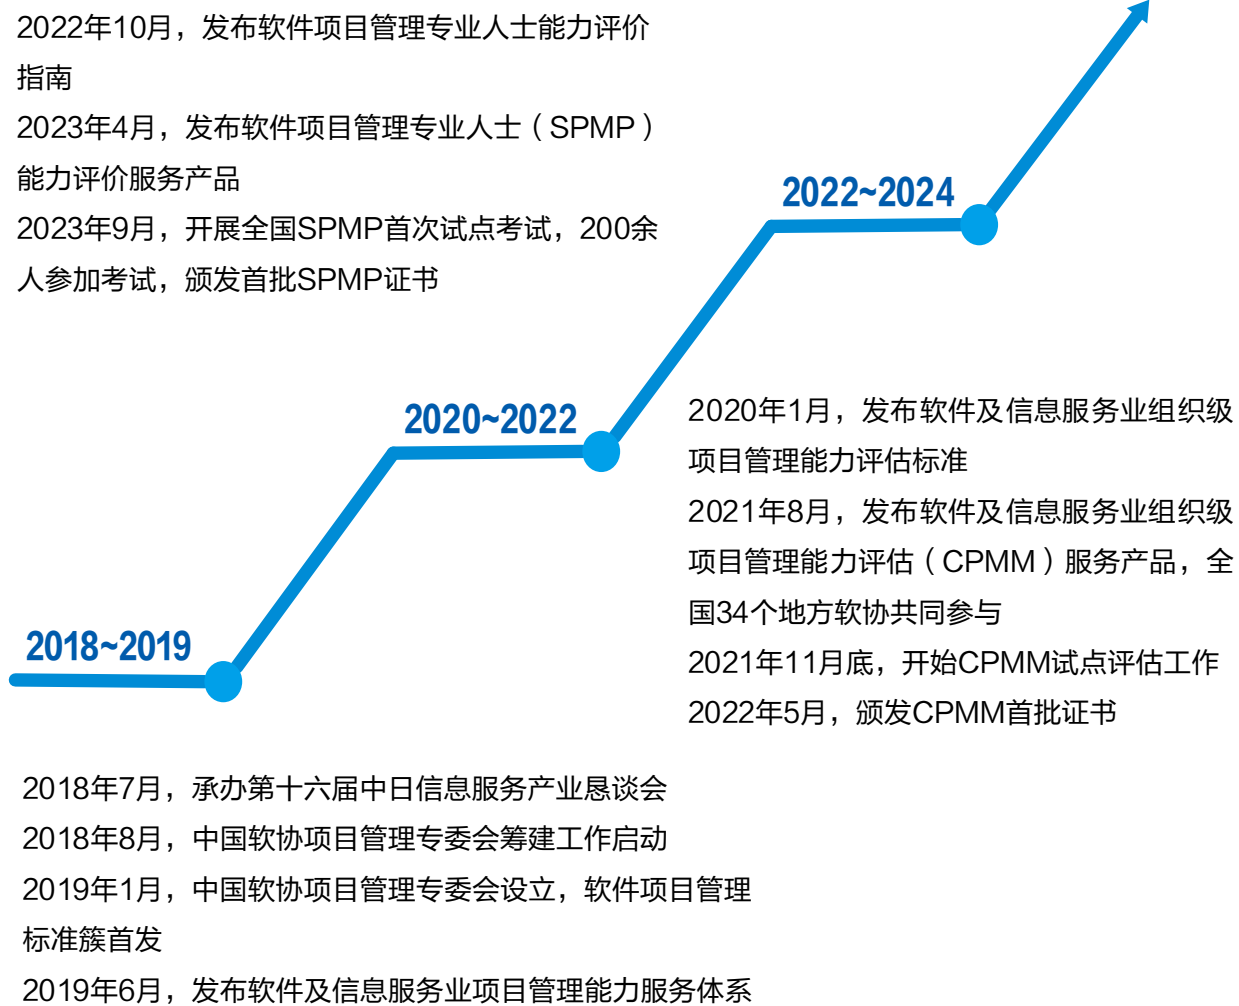 2022年10月，发布软件项目管理专业人士能力评价
指南
2023年4月，发布软件项目管理专业人士（SPMP）
能力评价服务产品
2023年9月，开展全国SPMP首次试点考试，200余
人参加考试，颁发首批SPMP证书
2022~2024
2020~2022
2020年1月，发布软件及信息服务业组织级
项目管理能力评估标准
2021年8月，发布软件及信息服务业组织级
项目管理能力评估（CPMM）服务产品，全
国34个地方软协共同参与
2021年11月底，开始CPMM试点评估工作
2022年5月，颁发CPMM首批证书
2018~2019
2018年7月，承办第十六届中日信息服务产业恳谈会
2018年8月，中国软协项目管理专委会筹建工作启动
2019年1月，中国软协项目管理专委会设立，软件项目管理
标准簇首发
2019年6月，发布软件及信息服务业项目管理能力服务体系